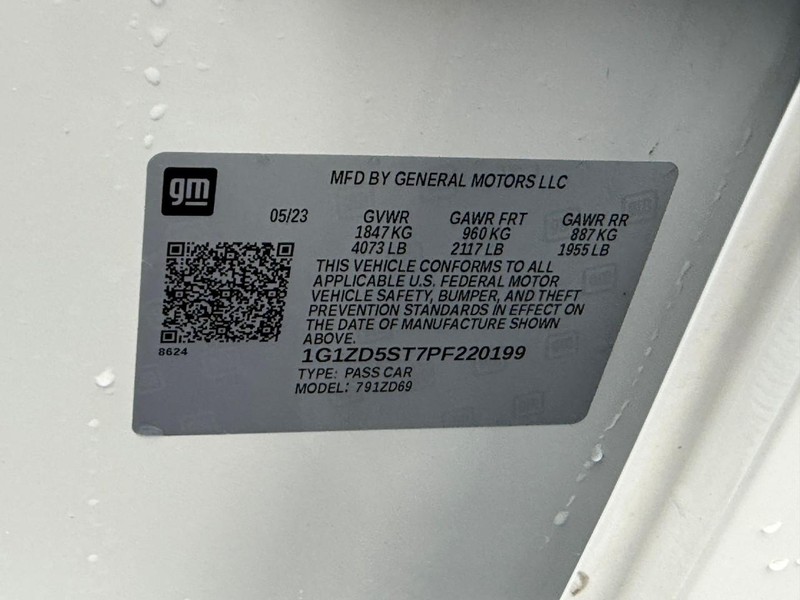 gm
MFD BY GENERAL MOTORS LLC
05/23 GVWR GAWR FRT GAWR RR
1847 KG 960 KG 887 KG
4073 LB 2117 LB 1955 LB
THIS VEHICLE CONFORMS TO ALL
APPLICABLE U.S. FEDERAL MOTOR
VEHICLE SAFETY, BUMPER, AND THEFT
PREVENTION STANDARDS IN EFFECT ON
THE DATE OF MANUFACTURE SHOWN
ABOVE.
8624
1G1ZD5ST7PF220199
TYPE: PASS CAR
MODEL: 791ZD69